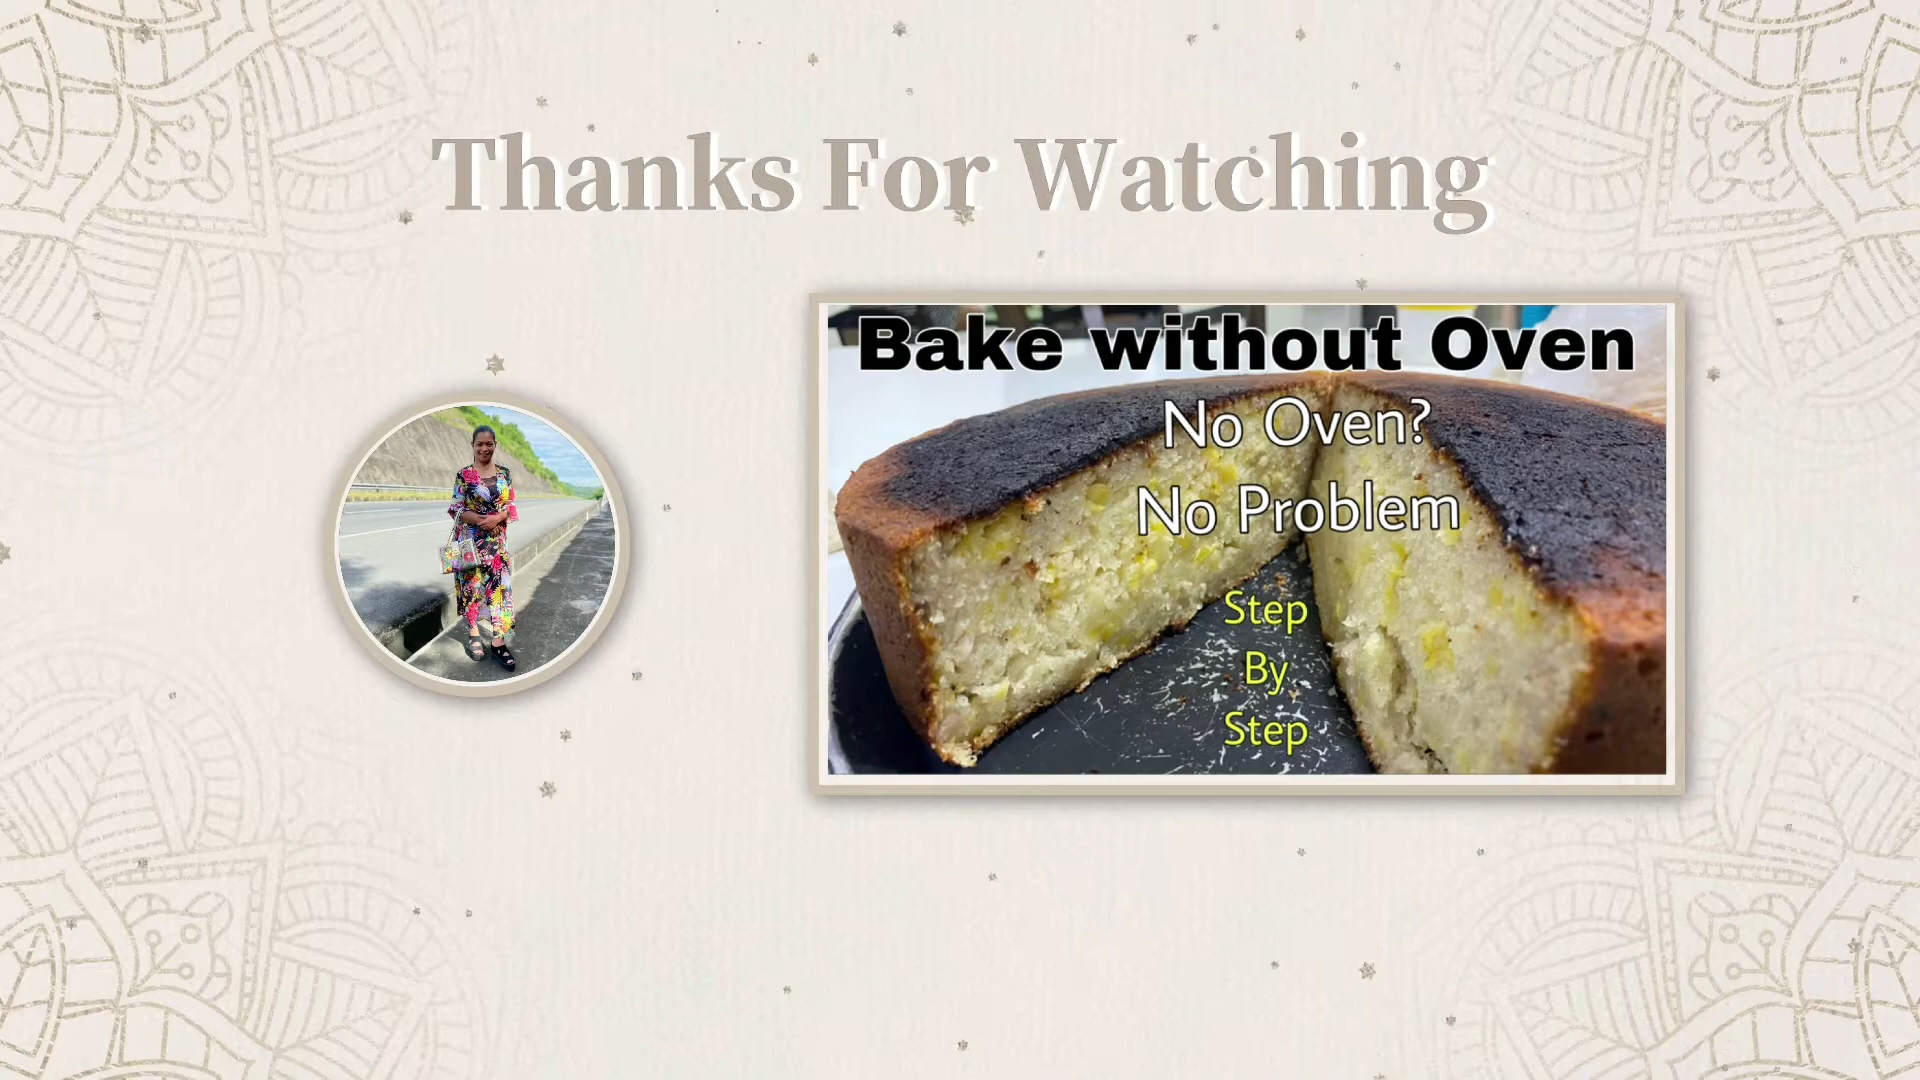 Thanks For Watching
Bake without Oven
No Oven?
No Problem
Step
By
Step